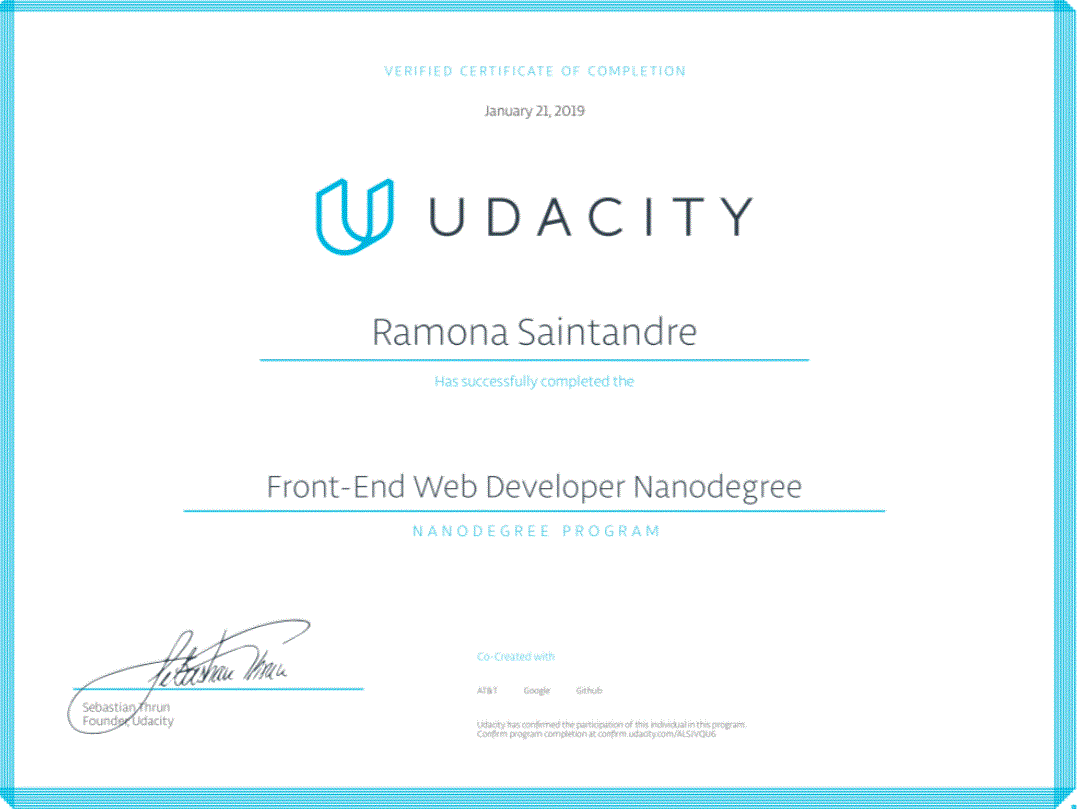 VERIFIED CERTIFICATE OF COMPLETION
January 21, 2019
UDACITY
Ramona Saintandre
Has successfully completed the
Front-End Web Developer Nanodegree
NANODEGREE PROGRAM
Sebastian Thrun
Sebastian Thrun
Founder, Udacity
Co-Created with
AT&T Google Github
Udacity has confirmed the participation of this individual in this program.
Confirm program completion at confirm.udacity.com/ALSJVQU6